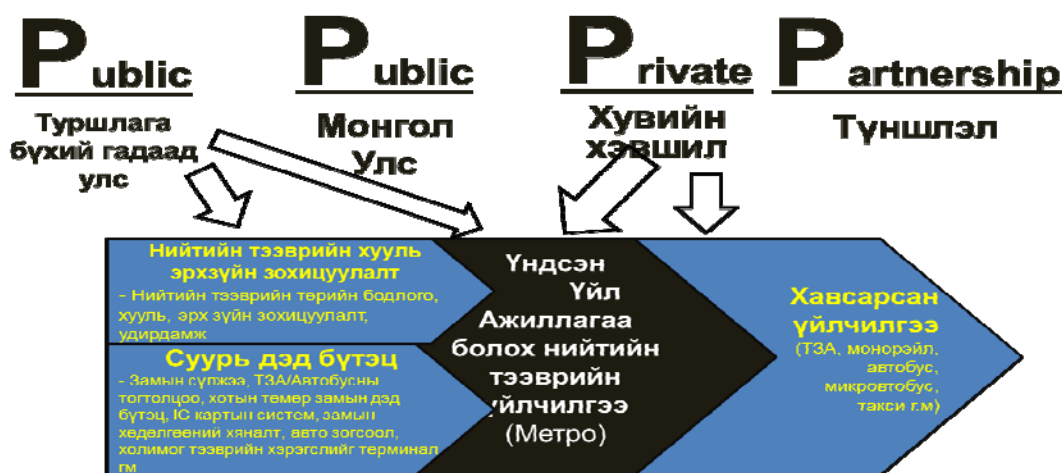 Public
Туршлага
бүхий гадаад
улс
Public
Монгол
Улс
Private
Хувийн
хэвшил
Partnership
Түншлэл
Нийтийн тээврийн хууль
эрхзүйн зохицуулалт
- Нийтийн тээврийн төрийн бодлого,
хууль, эрх зүйн зохицуулалт,
удирдамж
Суурь дэд бүтэц
- Замын сүлжээ, ТЗА/Автобусны
тогтолцоо, хотын төмөр замын дэд
бүтэц, IC картын систем, замын
хөдөлгөөний хяналт, авто зогсоол,
холимог тээврийн хэрэгслийг терминал
гм
Үндсэн
Үйл
Ажиллагаа
болох нийтийн
тээврийн
үйлчилгээ
(Метро)
Хавсарсан
үйлчилгээ
(ТЗА, монорэйл,
автобус,
микровтобус,
такси г.м)